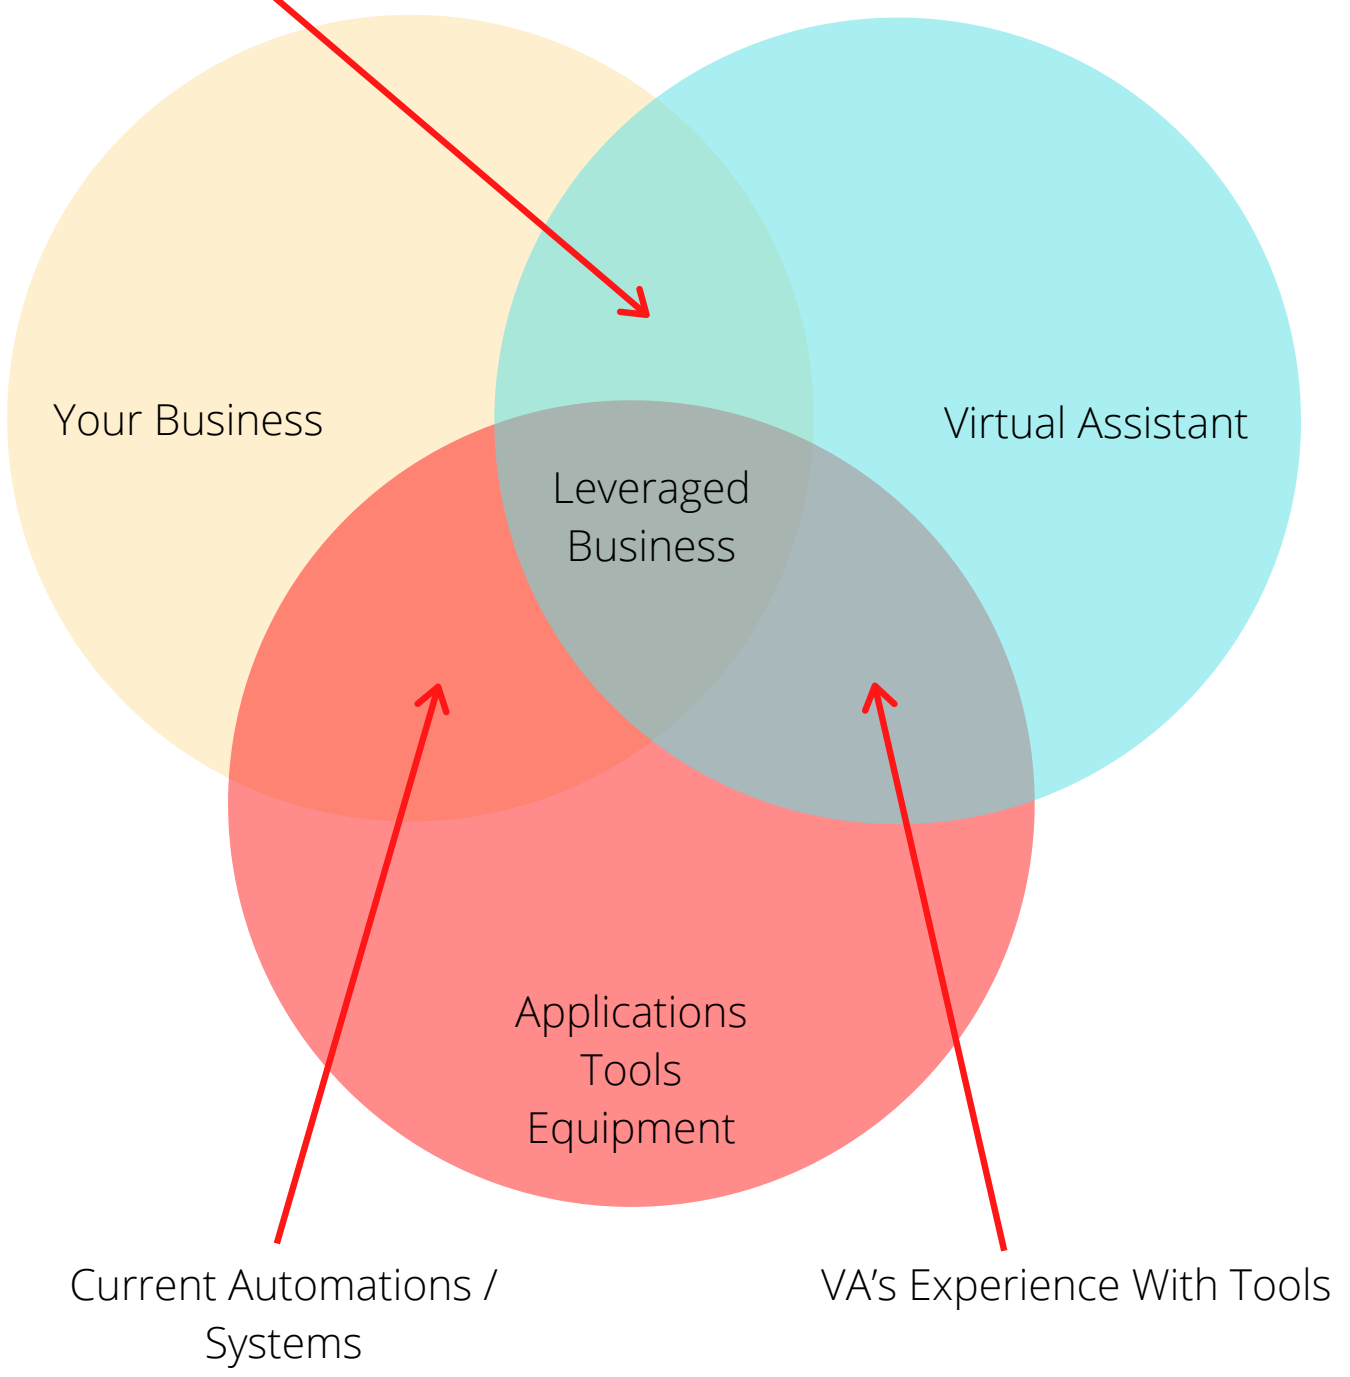 Your Business
Virtual Assistant
Leveraged
Business
Applications
Tools
Equipment
Current Automations /
Systems
VA’s Experience With Tools